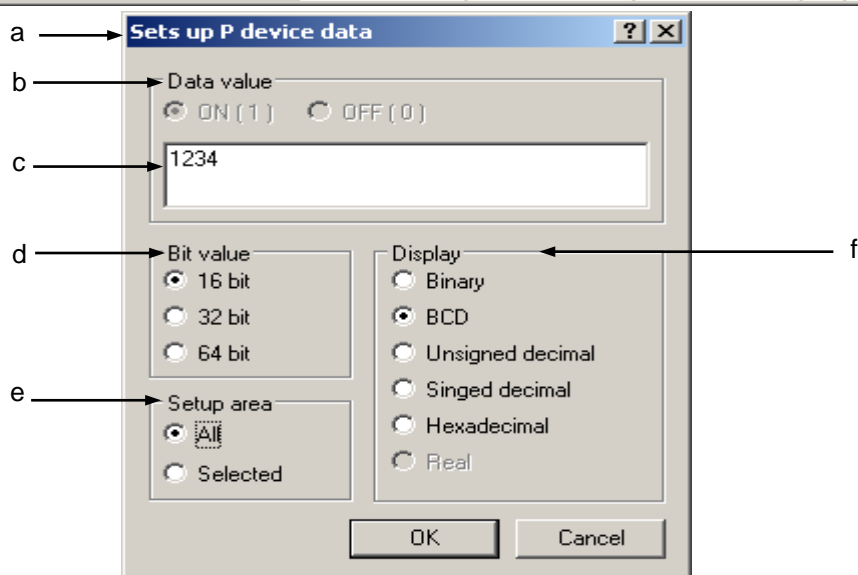 a
Sets up P device data
b
Data value
ON ( 1 ) OFF ( 0 )
c
1234
d
Bit value
16 bit
32 bit
64 bit
e
Setup area
All
Selected
f
Display
Binary
BCD
Unsigned decimal
Singed decimal
Hexadecimal
Real
OK Cancel